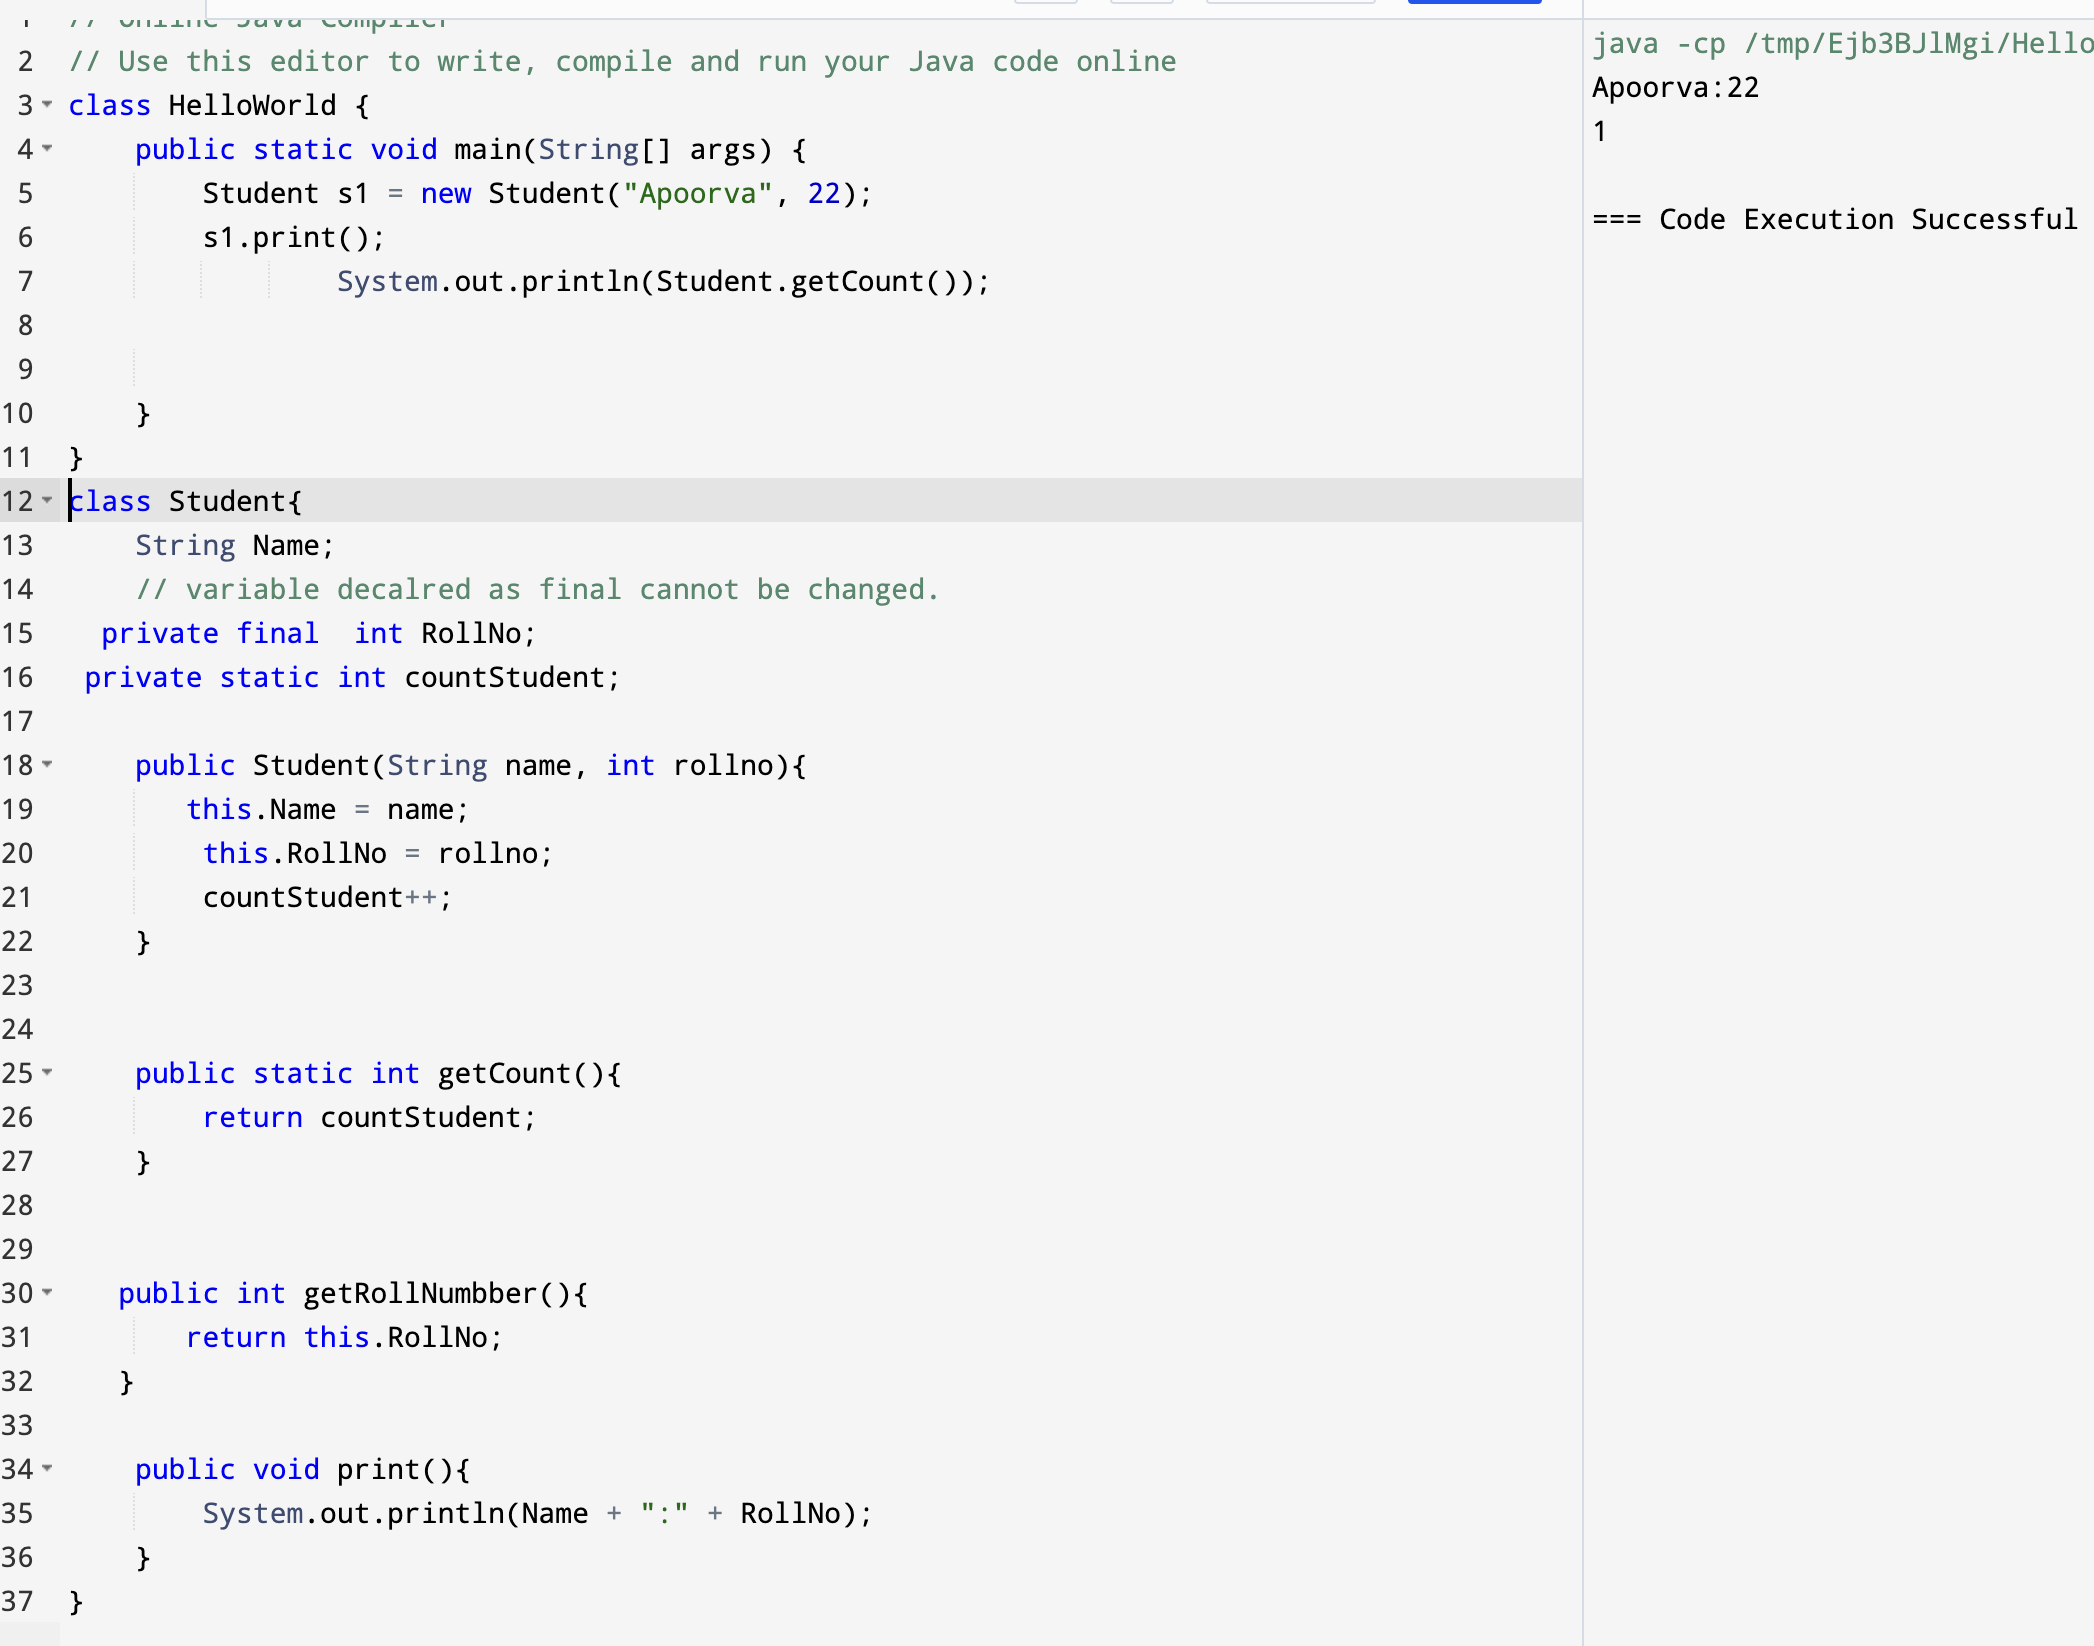 1 // Online Java Compiler
2 // Use this editor to write, compile and run your Java code online
3 class HelloWorld {
4 public static void main(String[] args) {
5 Student s1 = new Student("Apoorva", 22);
6 s1.print();
7 System.out.println(Student.getCount());
8
9
10 }
11 }
12 class Student{
13 String Name;
14 // variable decalred as final cannot be changed.
15 private final  int RollNo;
16 private static int countStudent;
17
18 public Student(String name, int rollno){
19 this.Name = name;
20 this.RollNo = rollno;
21 countStudent++;
22 }
23
24
25 public static int getCount(){
26 return countStudent;
27 }
28
29
30 public int getRollNumbber(){
31 return this.RollNo;
32 }
33
34 public void print(){
35 System.out.println(Name + ":" + RollNo);
36 }
37 }
java -cp /tmp/Ejb3BJlMgi/Hello
Apoorva:22
1
=== Code Execution Successful